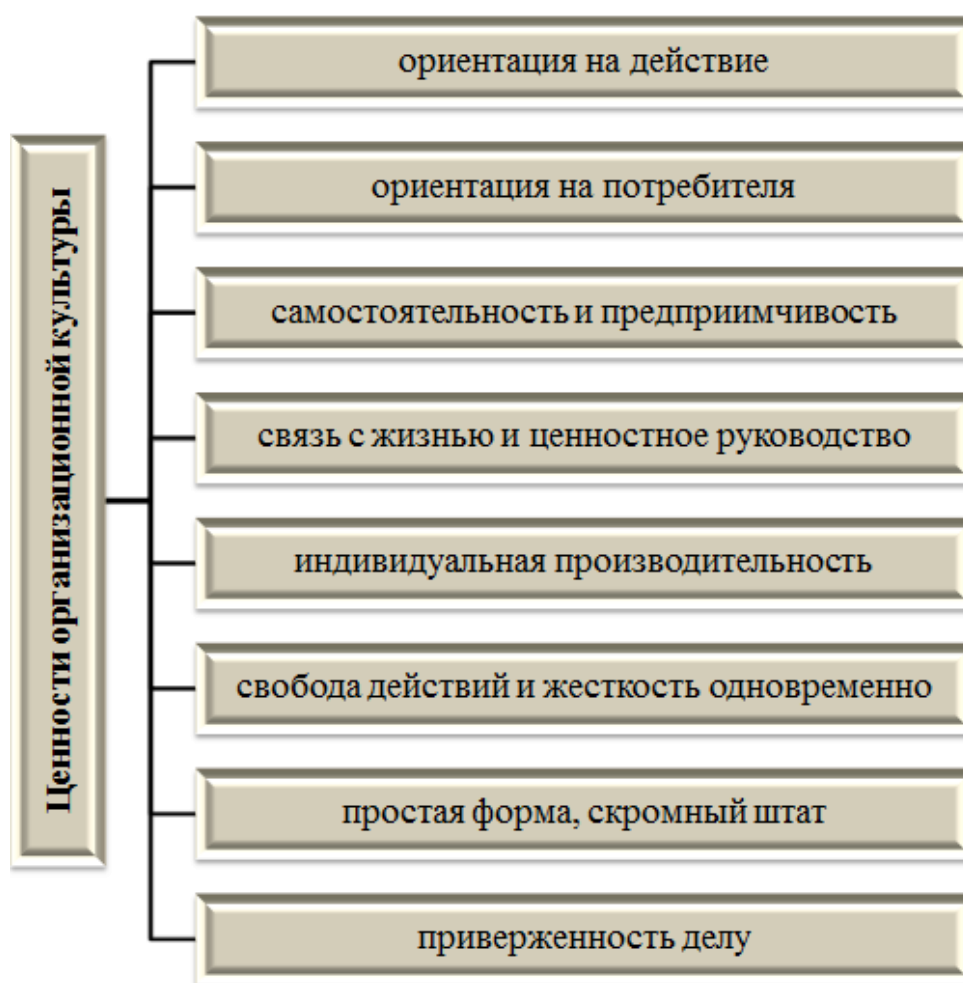 Ценности организационной культуры
ориентация на действие
ориентация на потребителя
самостоятельность и предприимчивость
связь с жизнью и ценностное руководство
индивидуальная производительность
свобода действий и жесткость одновременно
простая форма, скромный штат
приверженность делу